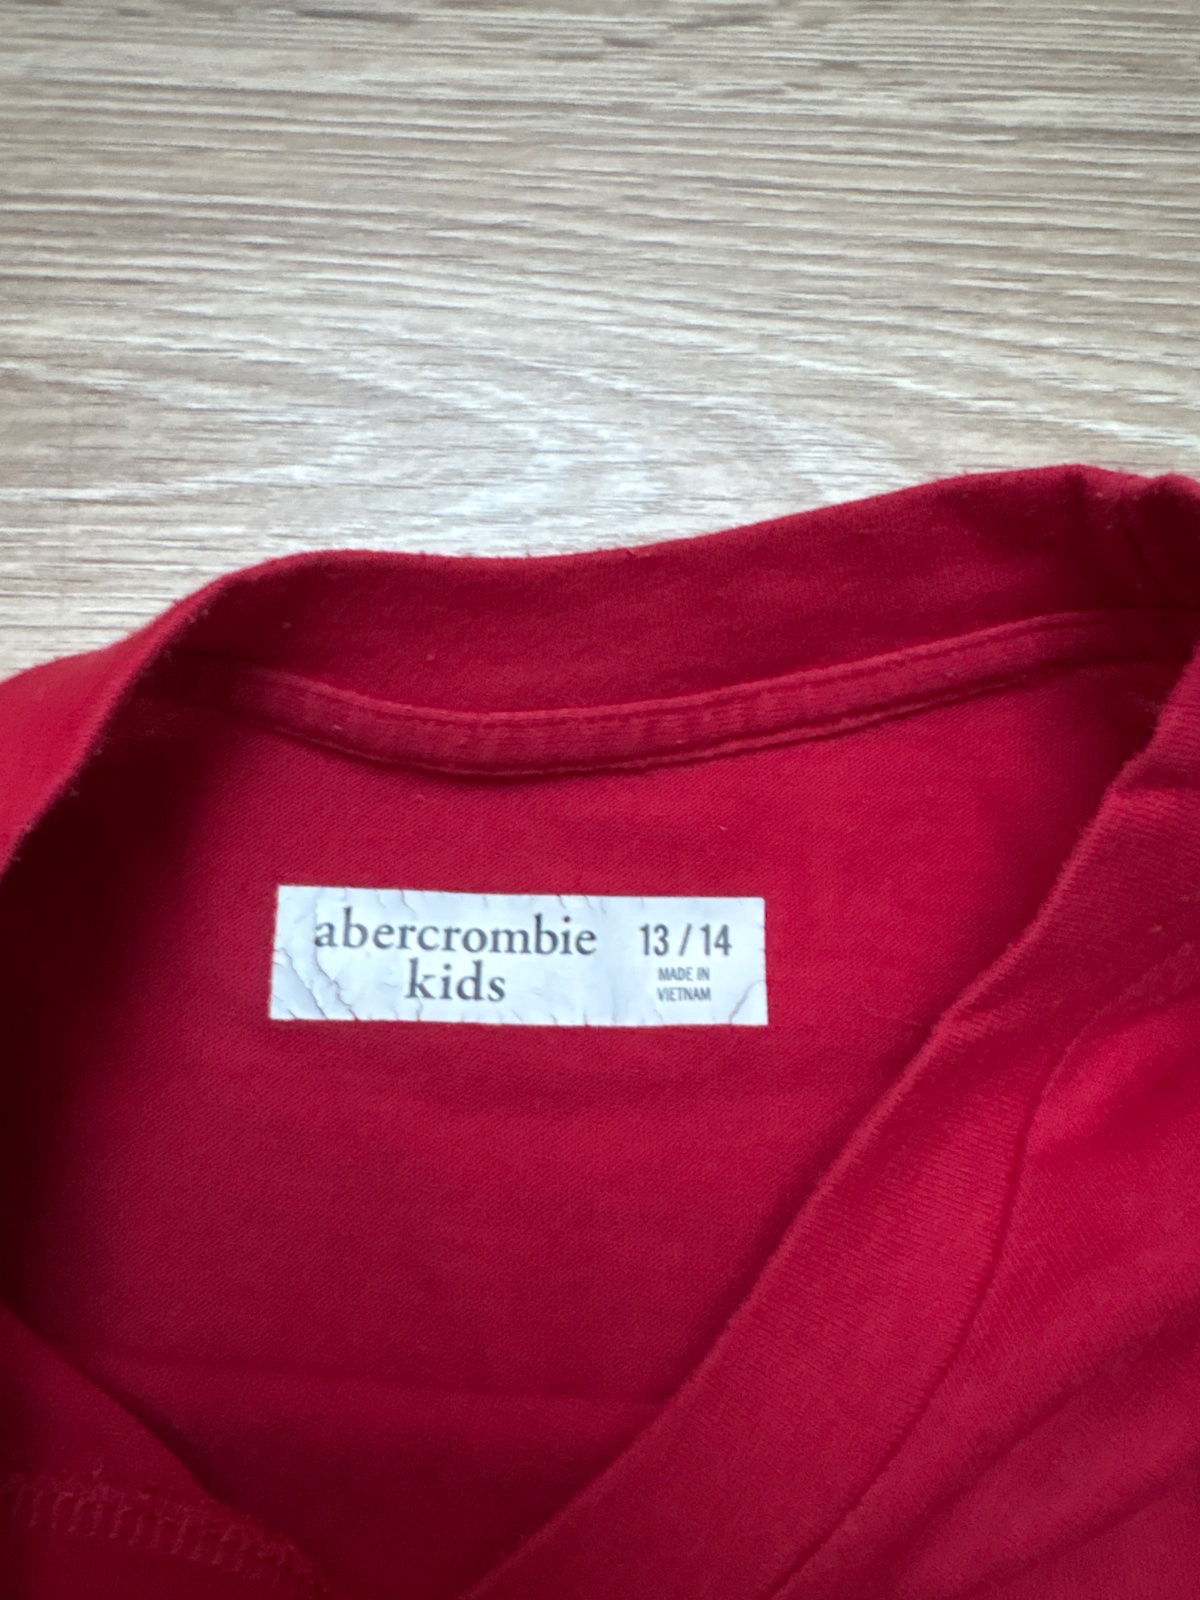 abercrombie
kids
13 / 14
MADE IN
VIETNAM